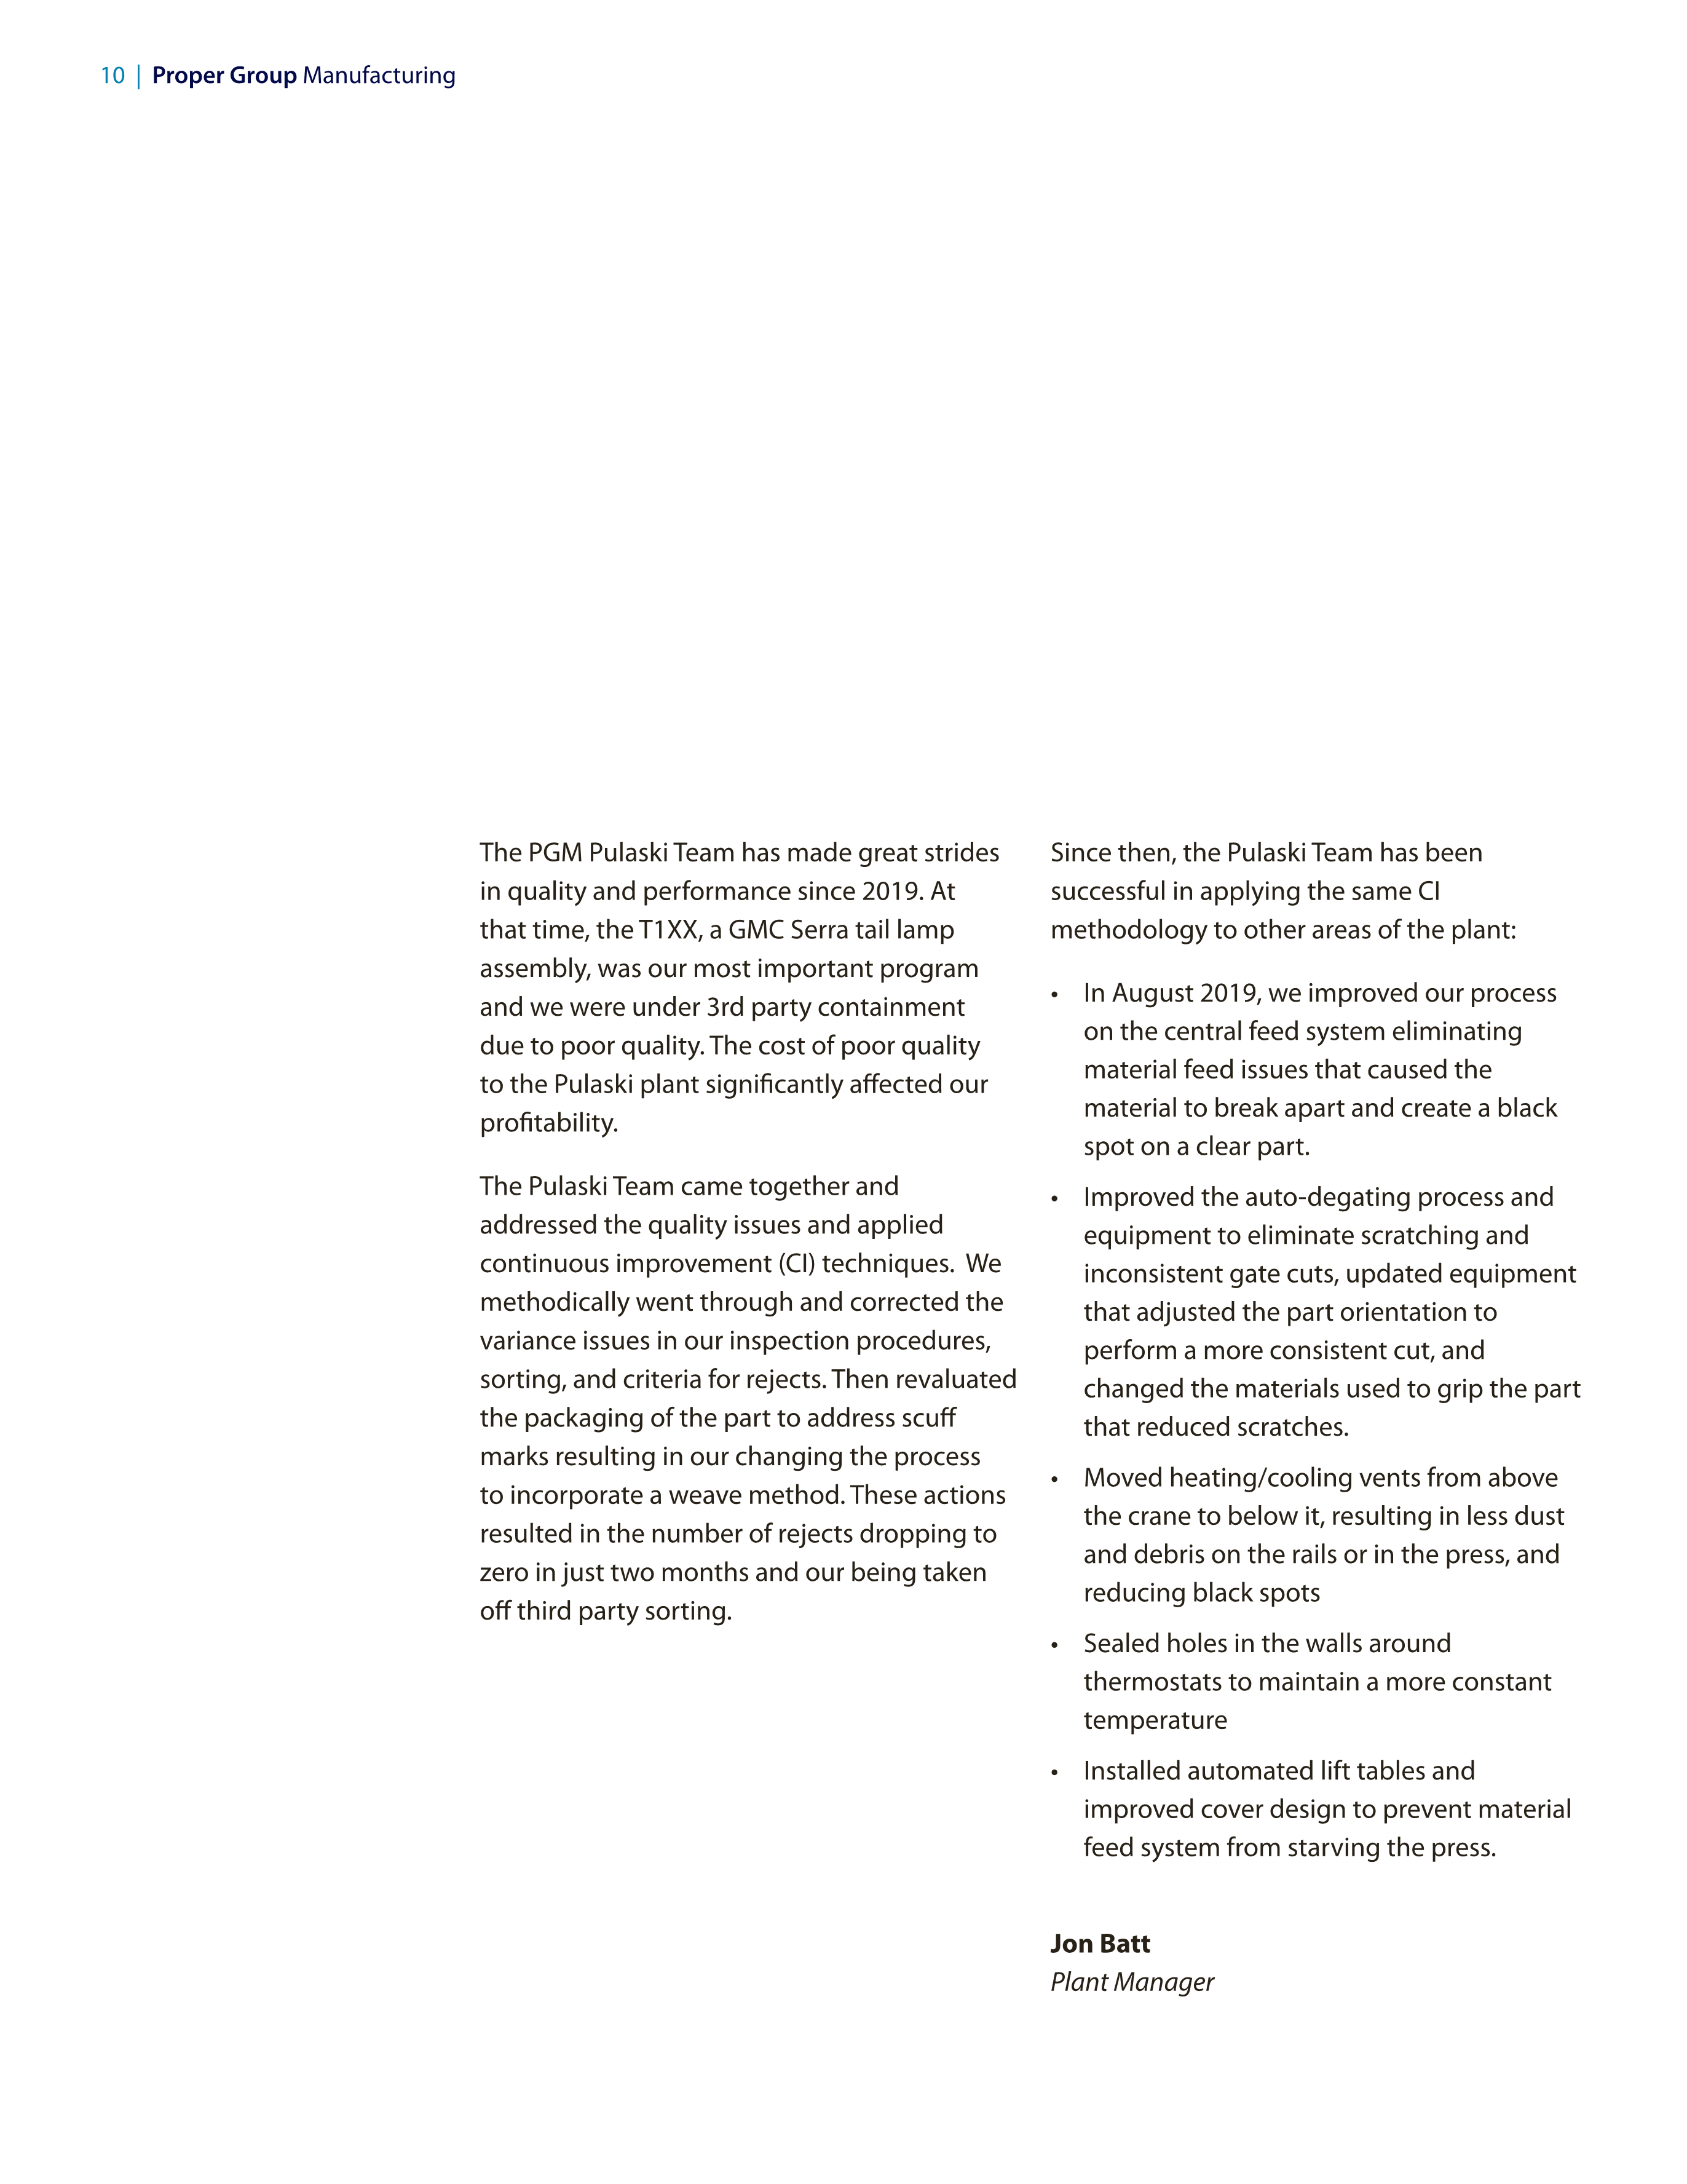 10 | Proper Group Manufacturing
The PGM Pulaski Team has made great strides
in quality and performance since 2019. At
that time, the T1XX, a GMC Serra tail lamp
assembly, was our most important program
and we were under 3rd party containment
due to poor quality. The cost of poor quality
to the Pulaski plant significantly affected our
profitability.
The Pulaski Team came together and
addressed the quality issues and applied
continuous improvement (CI) techniques.  We
methodically went through and corrected the
variance issues in our inspection procedures,
sorting, and criteria for rejects. Then revaluated
the packaging of the part to address scuff
marks resulting in our changing the process
to incorporate a weave method. These actions
resulted in the number of rejects dropping to
zero in just two months and our being taken
off third party sorting.
Since then, the Pulaski Team has been
successful in applying the same CI
methodology to other areas of the plant:
• In August 2019, we improved our process
on the central feed system eliminating
material feed issues that caused the
material to break apart and create a black
spot on a clear part.
• Improved the auto-degating process and
equipment to eliminate scratching and
inconsistent gate cuts, updated equipment
that adjusted the part orientation to
perform a more consistent cut, and
changed the materials used to grip the part
that reduced scratches.
• Moved heating/cooling vents from above
the crane to below it, resulting in less dust
and debris on the rails or in the press, and
reducing black spots
• Sealed holes in the walls around
thermostats to maintain a more constant
temperature
• Installed automated lift tables and
improved cover design to prevent material
feed system from starving the press.
Jon Batt
Plant Manager